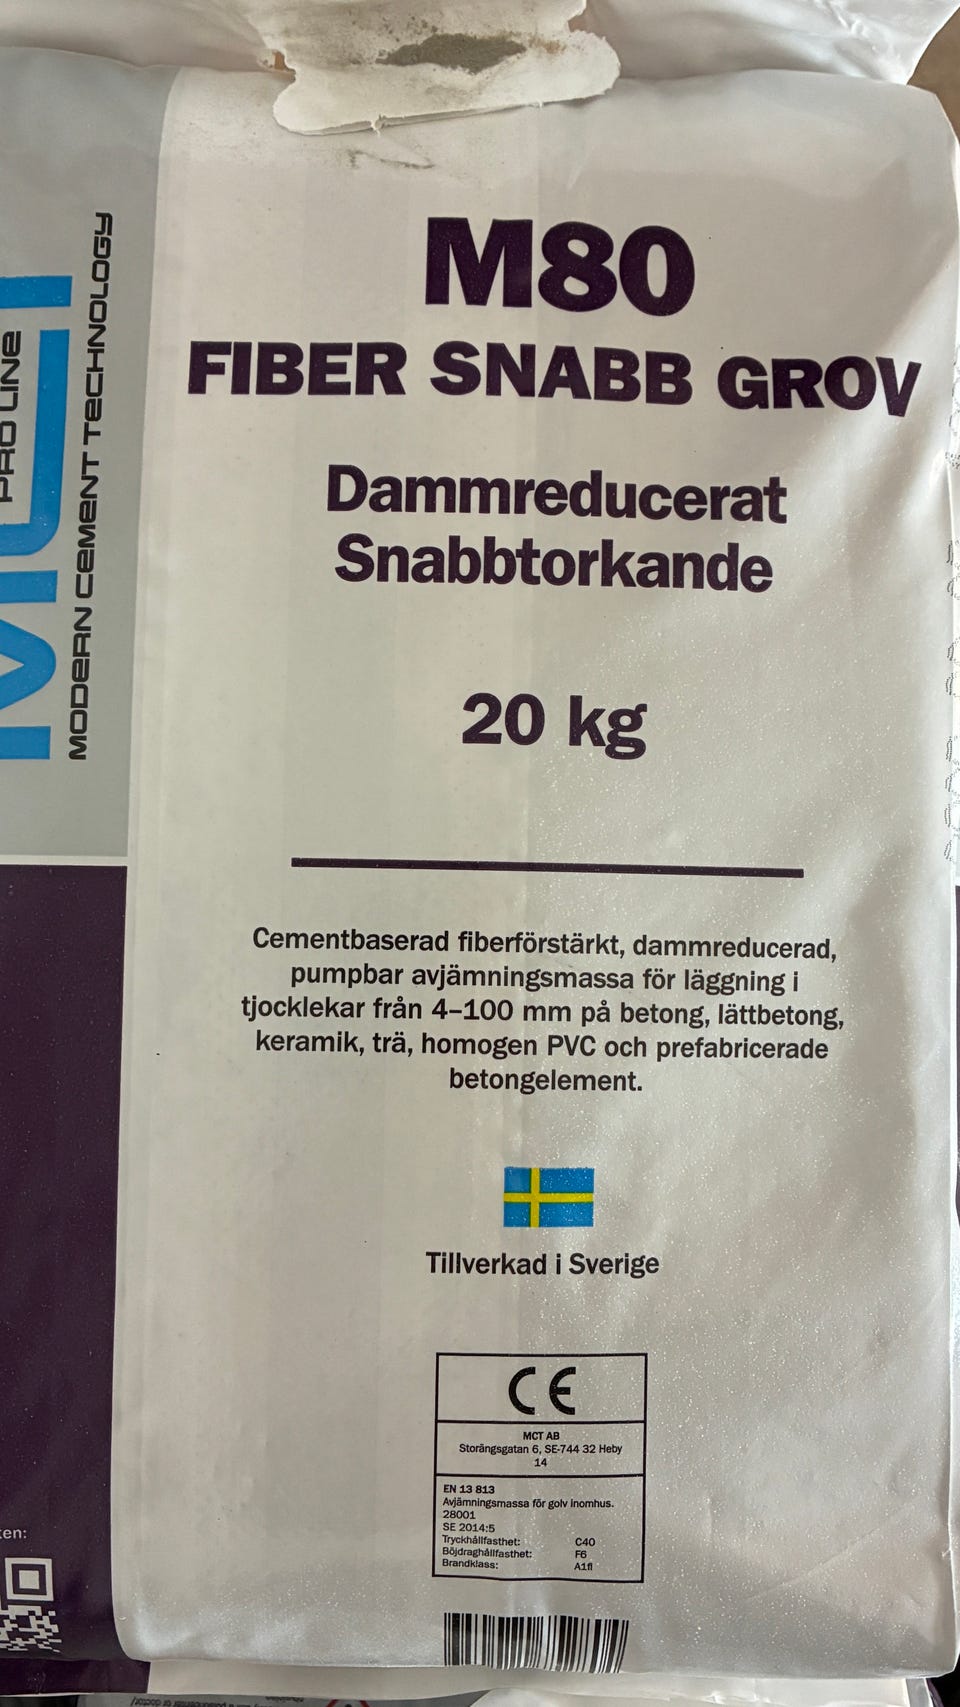 M80
FIBER SNABB GROV
Dammreducerat
Snabbtorkande
20 kg
Cementbaserad fiberförstärkt, dammreducerad,
pumpbar avjämningsmassa för läggning i
tjocklekar från 4–100 mm på betong, lättbetong,
keramik, trä, homogen PVC och prefabricerade
betongelement.
Tillverkad i Sverige
CE
MCT AB
Storängsgatan 6, SE-744 32 Heby
14
EN 13 813
Avjämningsmassa för golv inomhus.
28001
SE 2014:5
Tryckhållfasthet: C40
Böjdraghållfasthet: F6
Brandklass: A1fl
PRO LINE
MODERN CEMENT TECHNOLOGY